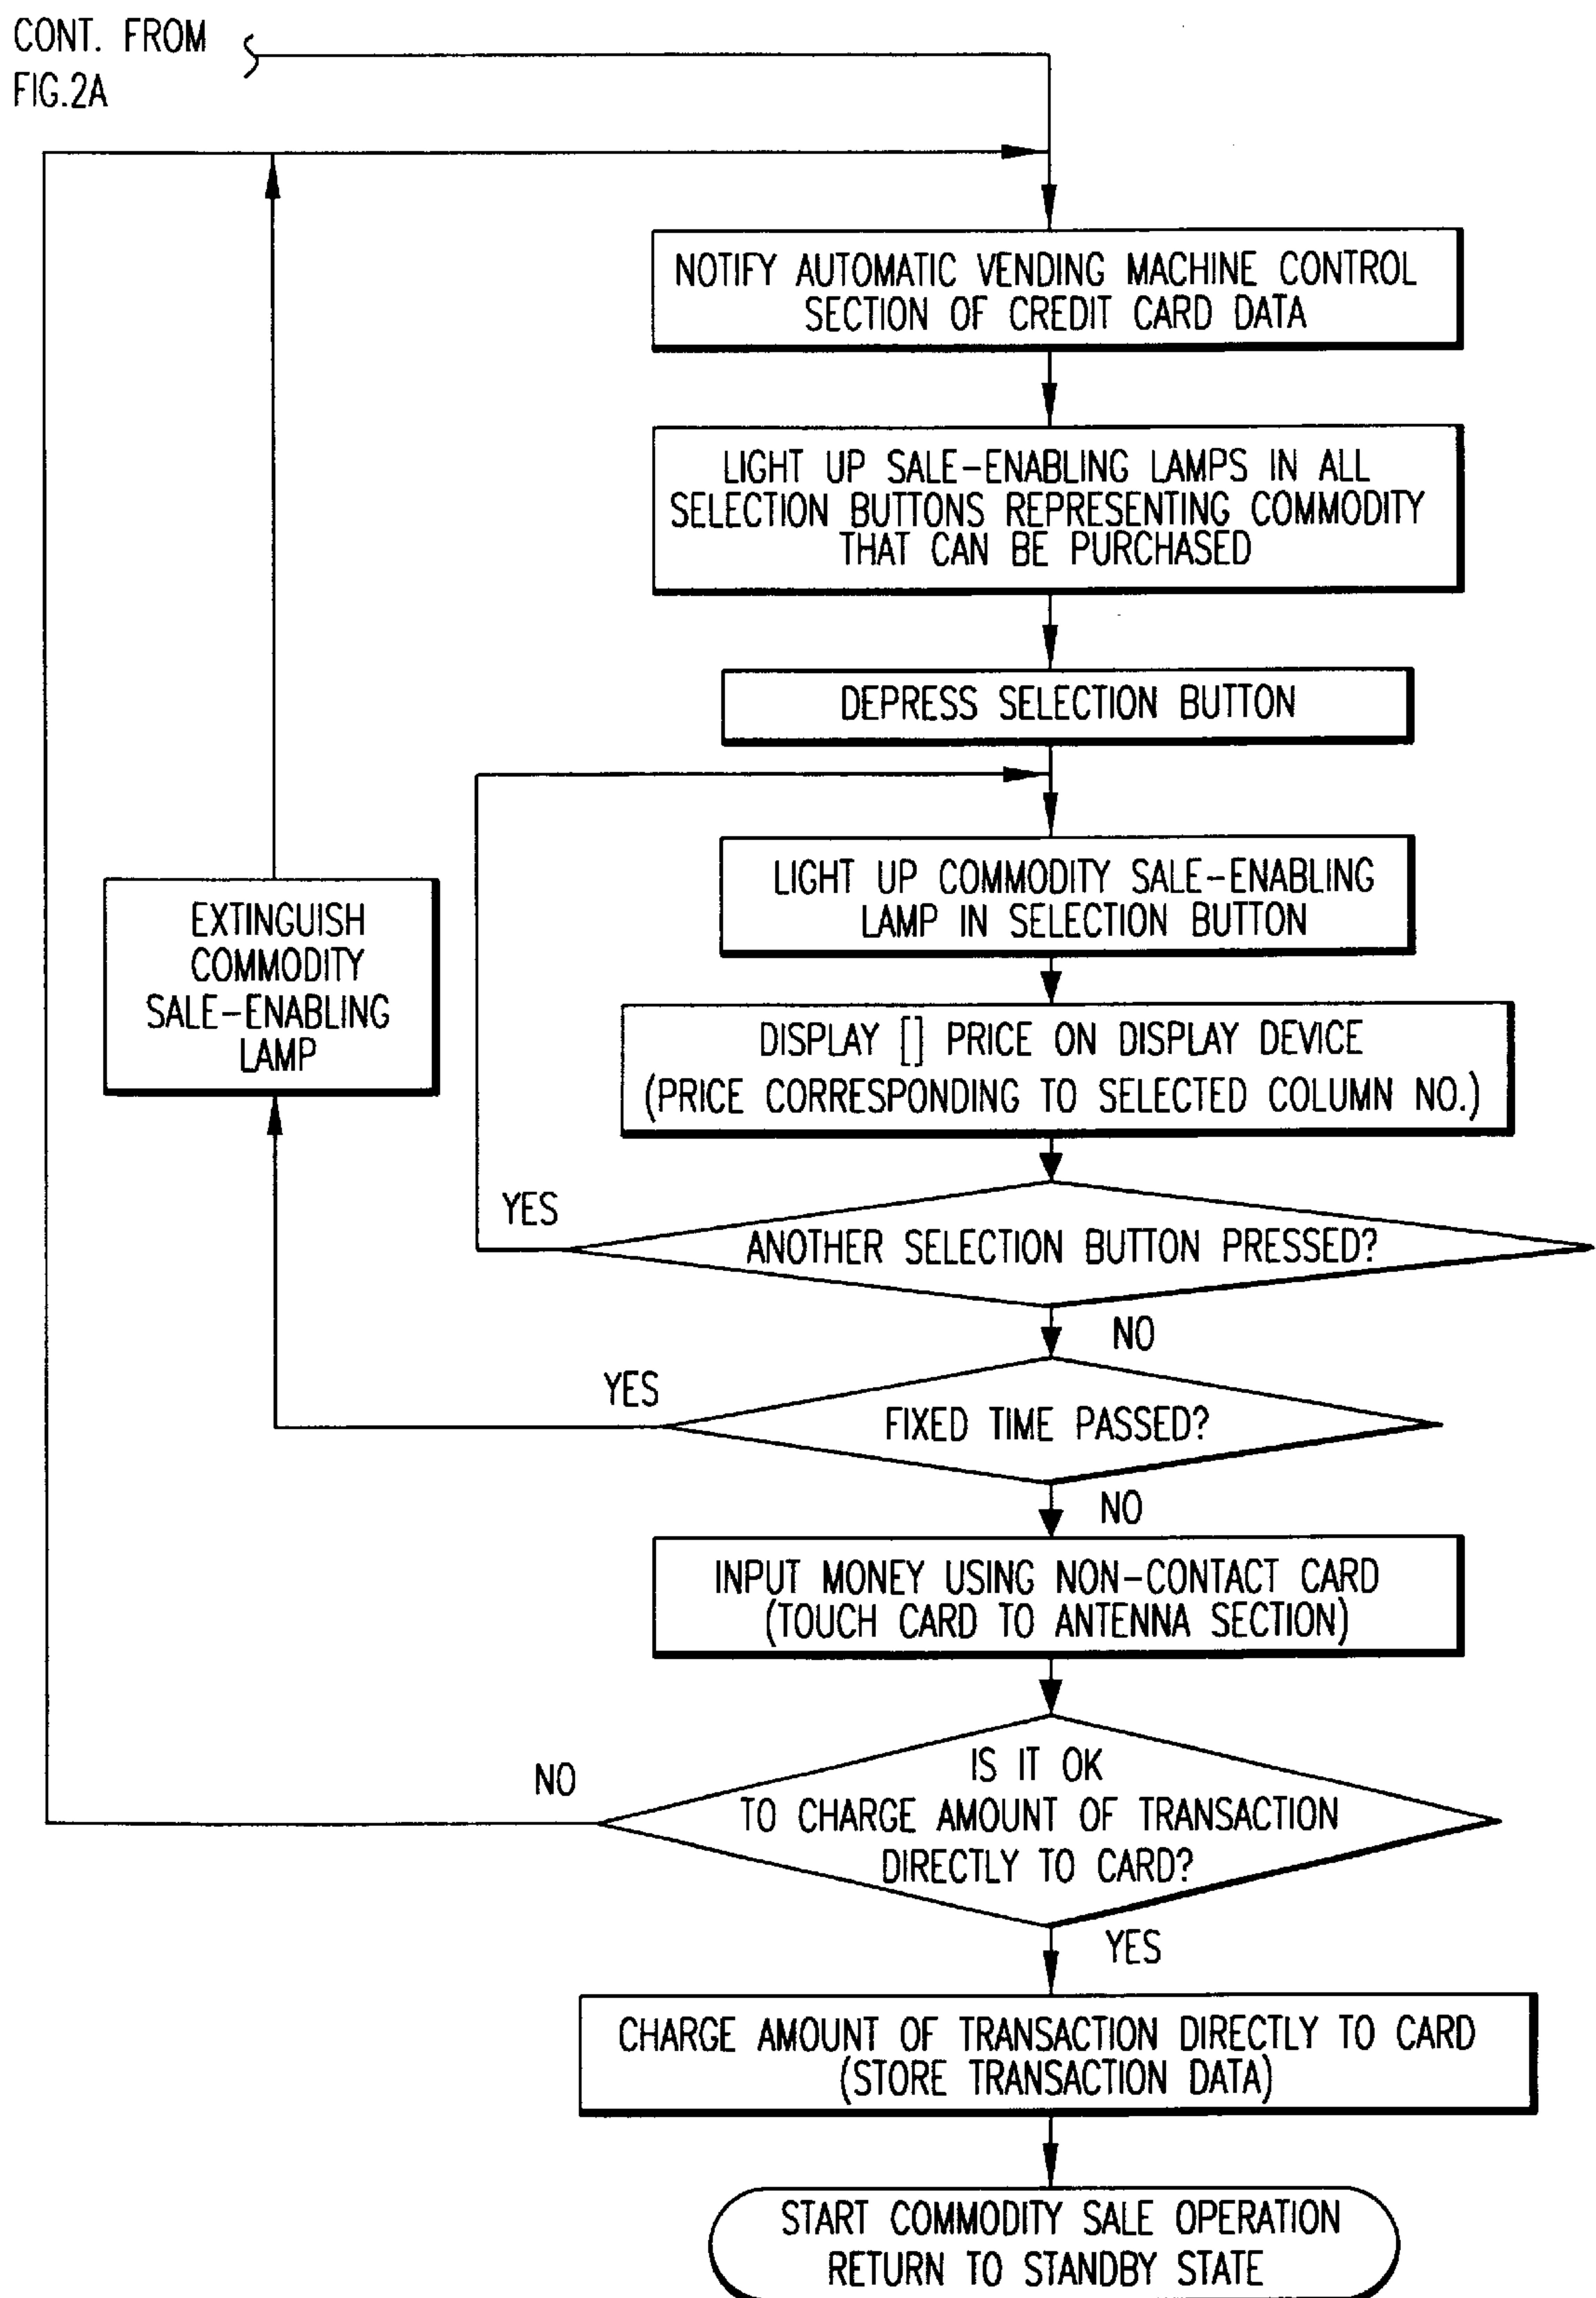 CONT. FROM
FIG.2A
NOTIFY AUTOMATIC VENDING MACHINE CONTROL
SECTION OF CREDIT CARD DATA
LIGHT UP SALE-ENABLING LAMPS IN ALL
SELECTION BUTTONS REPRESENTING COMMODITY
THAT CAN BE PURCHASED
DEPRESS SELECTION BUTTON
LIGHT UP COMMODITY SALE-ENABLING
LAMP IN SELECTION BUTTON
EXTINGUISH
COMMODITY
SALE-ENABLING
LAMP
DISPLAY [] PRICE ON DISPLAY DEVICE
(PRICE CORRESPONDING TO SELECTED COLUMN NO.)
YES
ANOTHER SELECTION BUTTON PRESSED?
NO
YES
FIXED TIME PASSED?
NO
INPUT MONEY USING NON-CONTACT CARD
(TOUCH CARD TO ANTENNA SECTION)
NO
IS IT OK
TO CHARGE AMOUNT OF TRANSACTION
DIRECTLY TO CARD?
YES
CHARGE AMOUNT OF TRANSACTION DIRECTLY TO CARD
(STORE TRANSACTION DATA)
START COMMODITY SALE OPERATION
RETURN TO STANDBY STATE